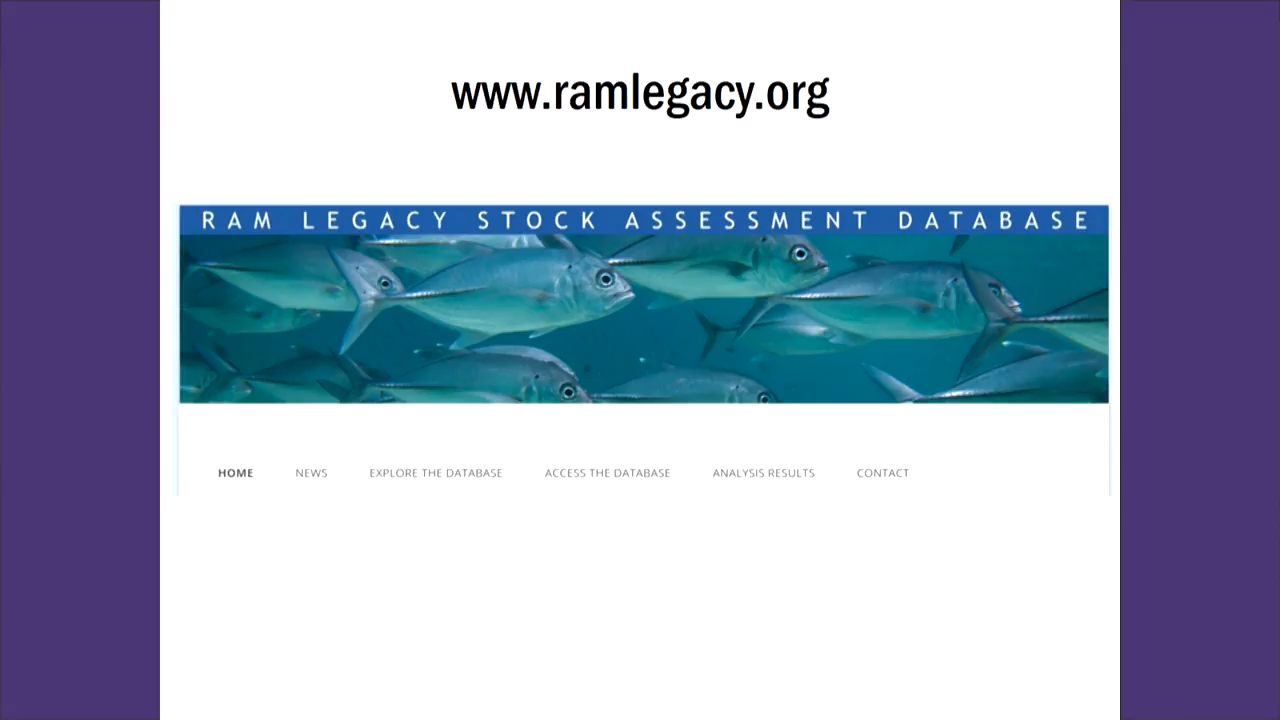 www.ramlegacy.org
RAM LEGACY STOCK ASSESSMENT DATABASE
HOME NEWS EXPLORE THE DATABASE ACCESS THE DATABASE ANALYSIS RESULTS CONTACT